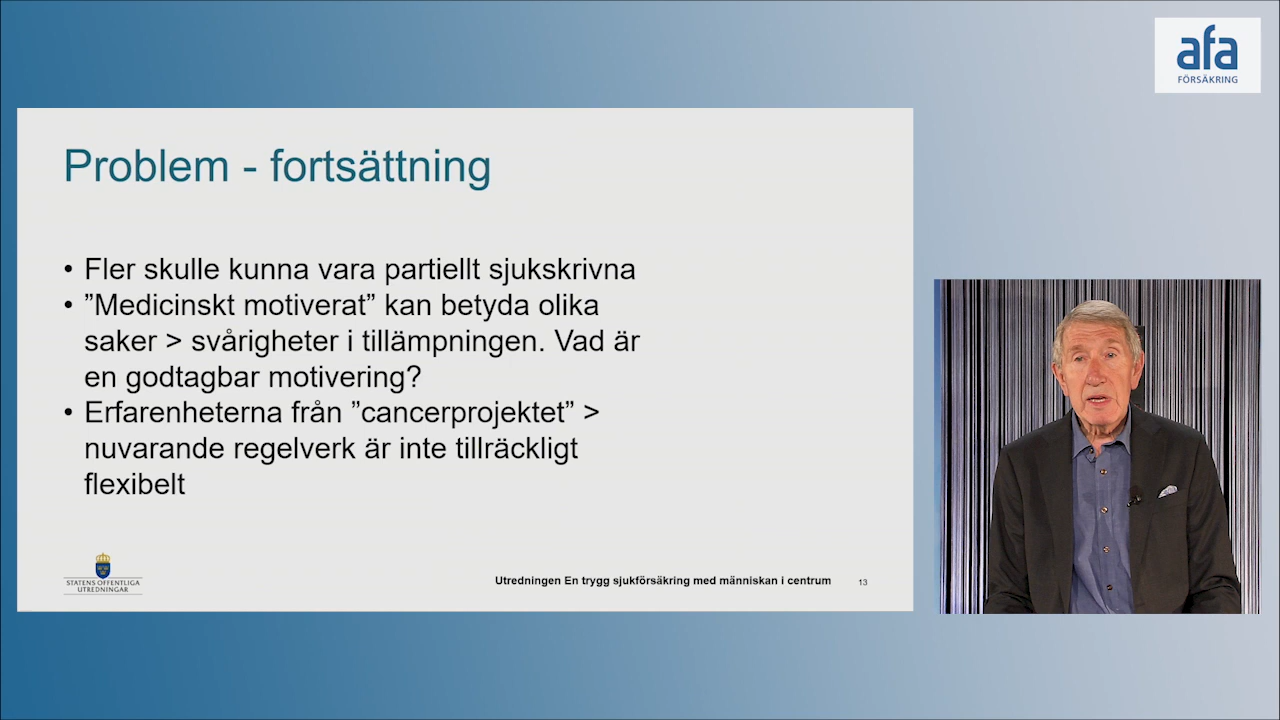 afa
FÖRSÄKRING
Problem - fortsättning
• Fler skulle kunna vara partiellt sjukskrivna
• ”Medicinskt motiverat” kan betyda olika
saker > svårigheter i tillämpningen. Vad är
en godtagbar motivering?
• Erfarenheterna från ”cancerprojektet” >
nuvarande regelverk är inte tillräckligt
flexibelt
STATENS OFFENTLIGA
UTREDNINGAR
Utredningen En trygg sjukförsäkring med människan i centrum
13